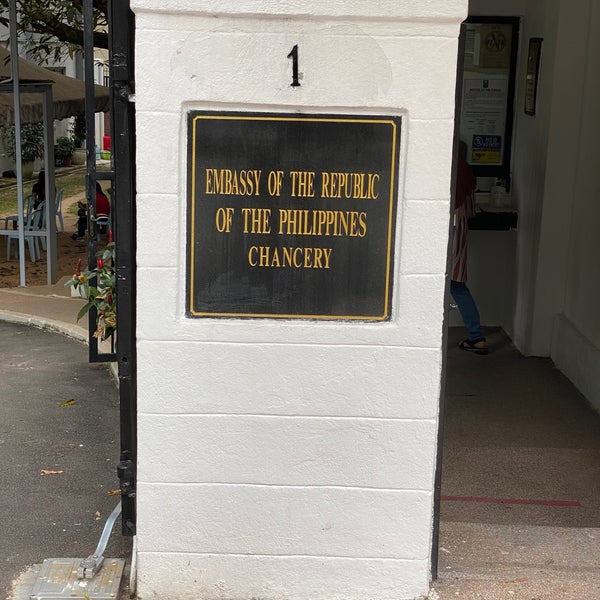 1
EMBASSY OF THE REPUBLIC
OF THE PHILIPPINES
CHANCERY